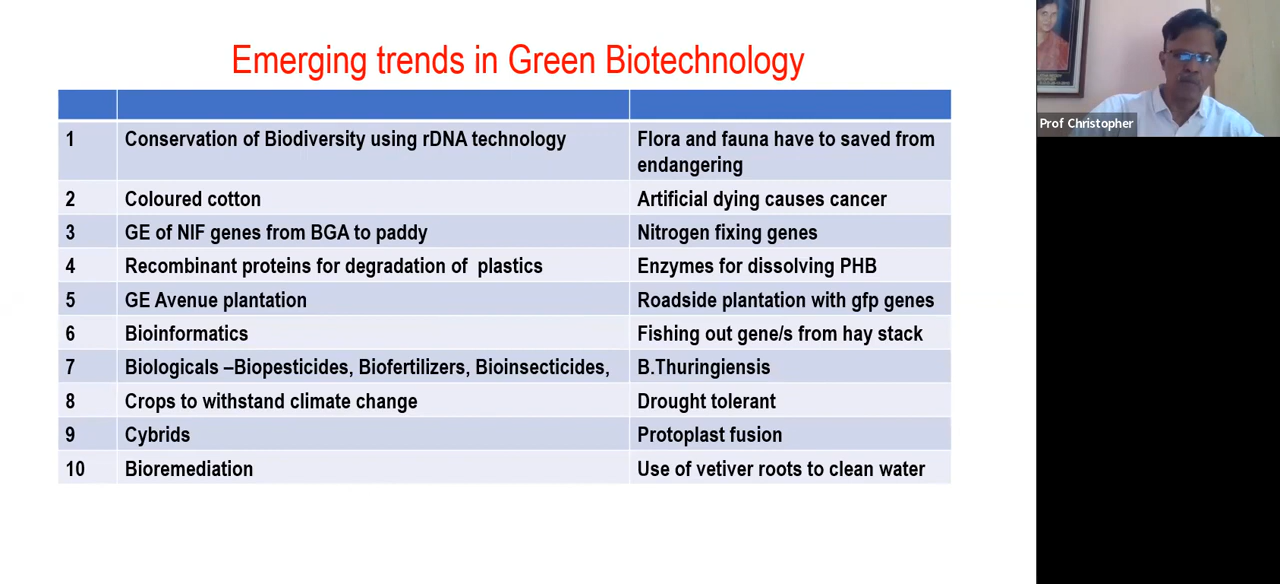 Emerging trends in Green Biotechnology
1 Conservation of Biodiversity using rDNA technology Flora and fauna have to saved from
endangering
2 Coloured cotton Artificial dying causes cancer
3 GE of NIF genes from BGA to paddy Nitrogen fixing genes
4 Recombinant proteins for degradation of plastics Enzymes for dissolving PHB
5 GE Avenue plantation Roadside plantation with gfp genes
6 Bioinformatics Fishing out gene/s from hay stack
7 Biologicals –Biopesticides, Biofertilizers, Bioinsecticides, B.Thuringiensis
8 Crops to withstand climate change Drought tolerant
9 Cybrids Protoplast fusion
10 Bioremediation Use of vetiver roots to clean water
Prof Christopher